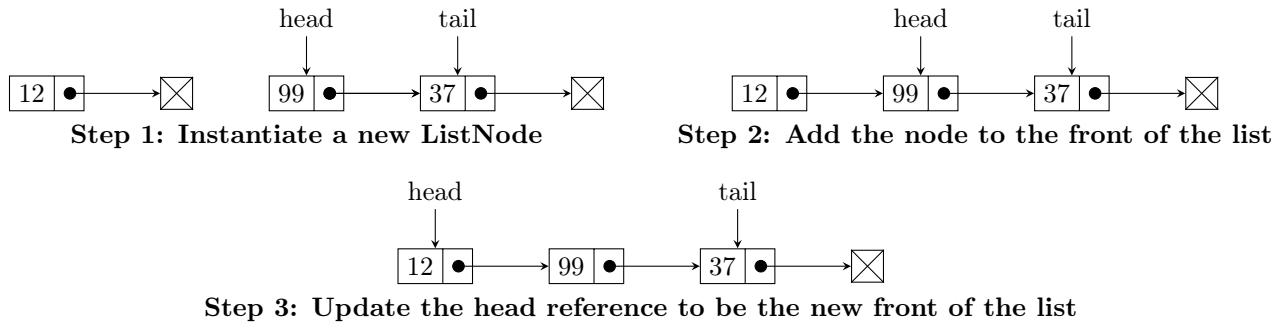 head tail head tail
12 99 37 12 99 37
Step 1: Instantiate a new ListNode Step 2: Add the node to the front of the list
head tail
12 99 37
Step 3: Update the head reference to be the new front of the list